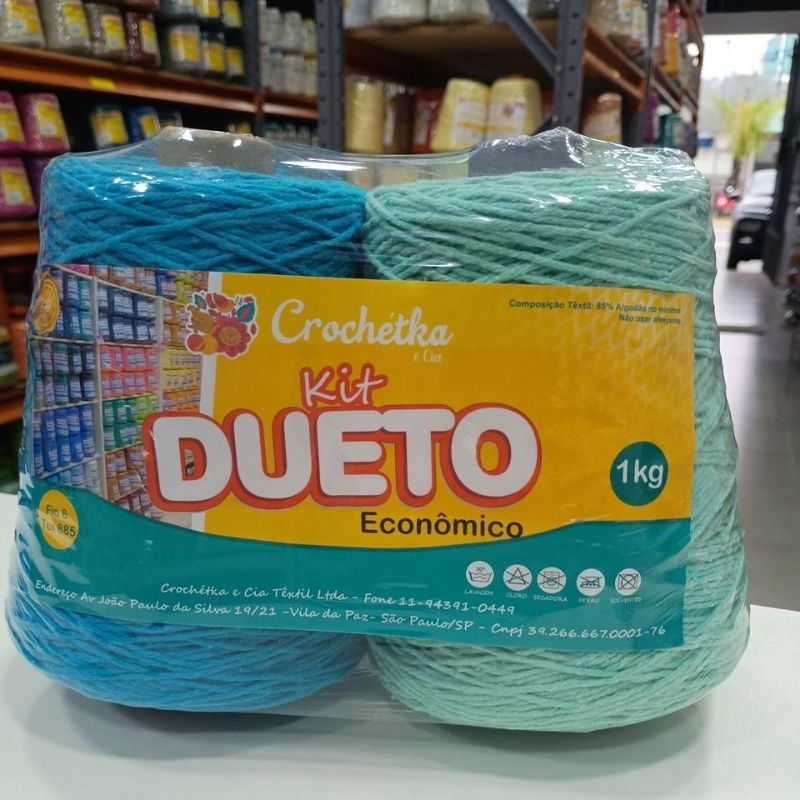 Composição Têxtil: 85% Algodão no mínimo
Não usar alvejante
Crochétka
e Cia
Kit
DUETO
Econômico
1kg
Fio 6
Tex 885
30°
LAVAGEM
CLORO
SECADORA
FERRO
SOLVENTES
Crochétka e Cia Têxtil Ltda - Fone 11-94391-0449
Endereço Av João Paulo da Silva 19/21 -Vila da Paz- São Paulo/SP - Cnpj 39.266.667.0001-76